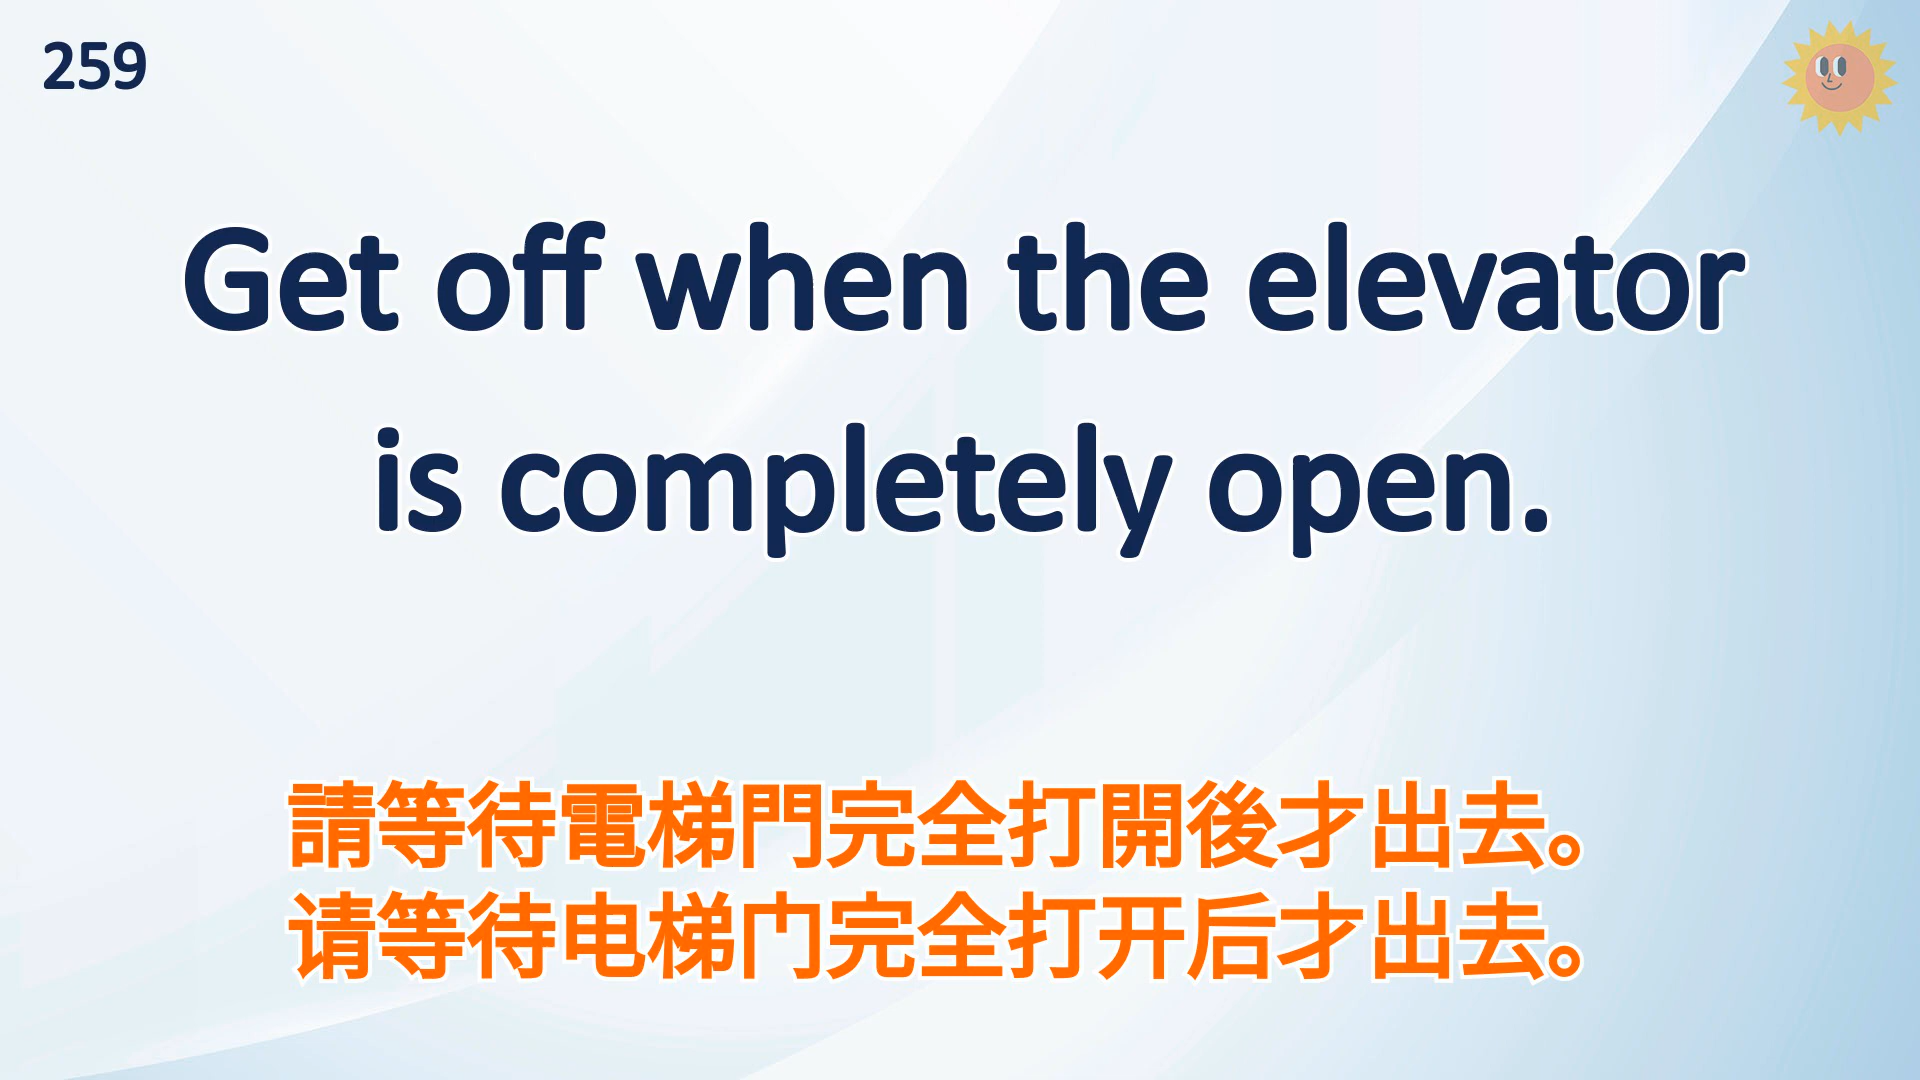 259
Get off when the elevator
is completely open.
請等待電梯門完全打開後才出去。
请等待电梯门完全打开后才出去。